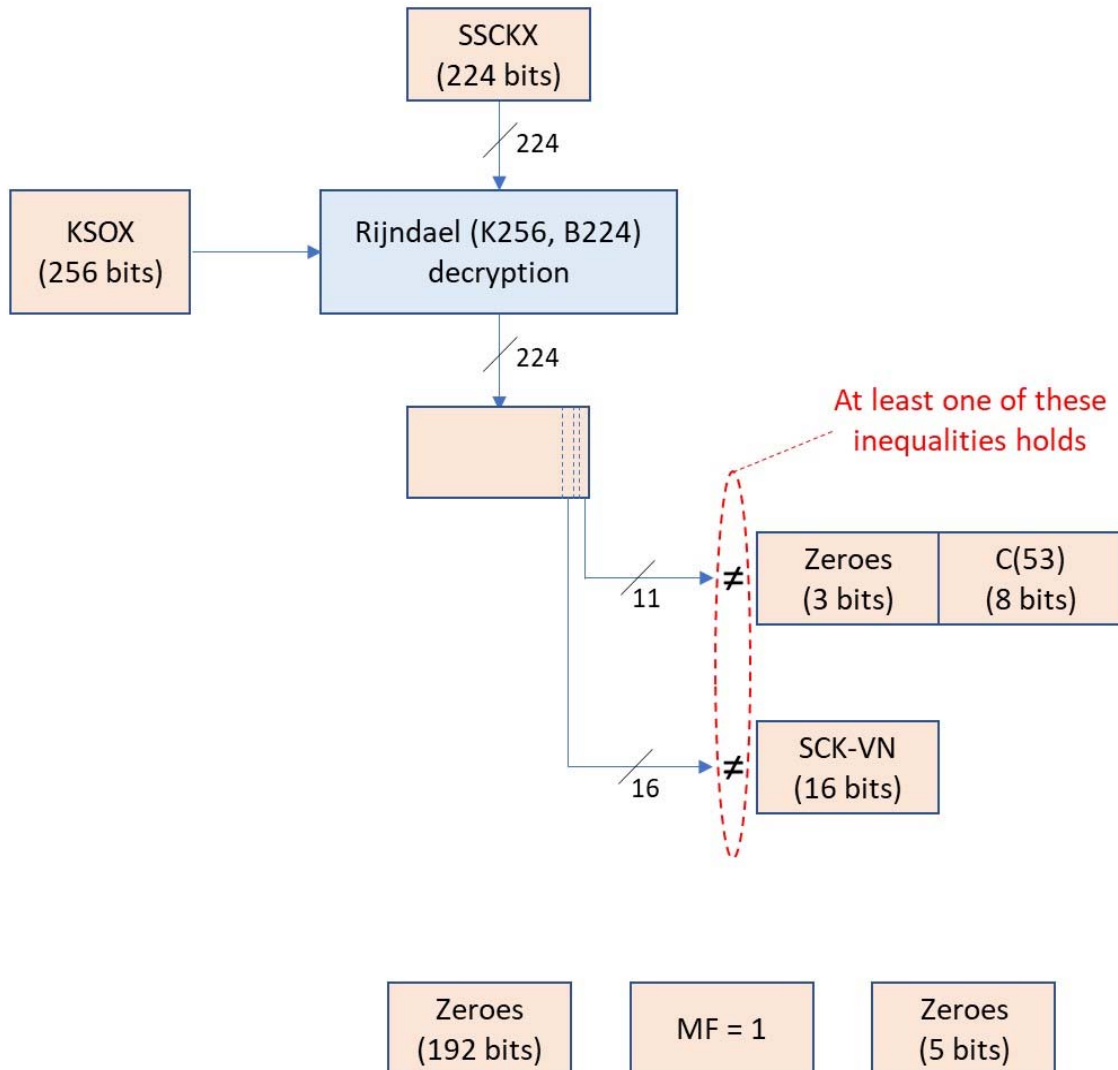 SSCKX
(224 bits)
224
KSOX
(256 bits)
Rijndael (K256, B224)
decryption
224
At least one of these
inequalities holds
11
≠
Zeroes
(3 bits)
C(53)
(8 bits)
16
≠
SCK-VN
(16 bits)
Zeroes
(192 bits)
MF = 1
Zeroes
(5 bits)